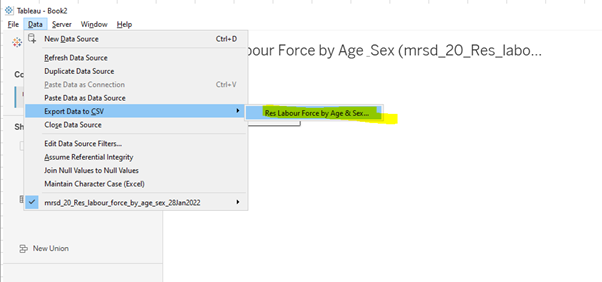 Tableau - Book2
File Data Server Window Help
New Data Source Ctrl+D
bour Force by Age_Sex (mrsd_20_Res_labo...
Refresh Data Source
Duplicate Data Source
Co
Paste Data as Connection Ctrl+V
Paste Data as Data Source
Export Data to CSV
Res Labour Force by Age & Sex...
Close Data Source
Sh
Edit Data Source Filters...
Assume Referential Integrity
Join Null Values to Null Values
Maintain Character Case (Excel)
mrsd_20_Res_labour_force_by_age_sex_28Jan2022
New Union